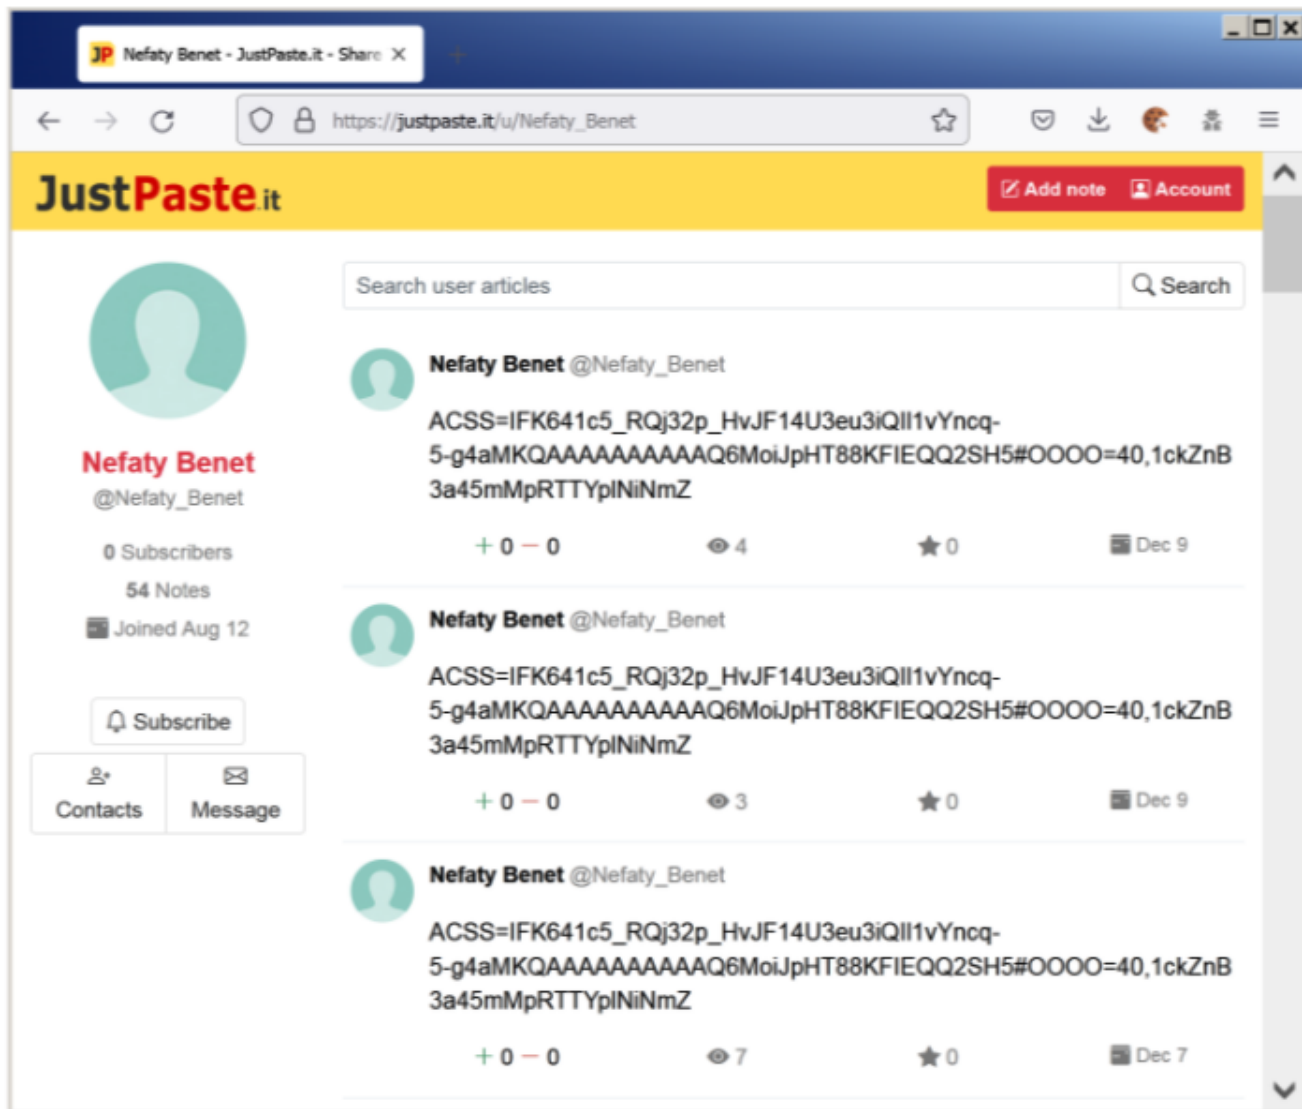 Nefaty Benet - JustPaste.it - Share
https://justpaste.it/u/Nefaty_Benet
JustPaste.it
Add note Account
Search user articles Search
Nefaty Benet
@Nefaty_Benet
0 Subscribers
54 Notes
Joined Aug 12
Subscribe
Contacts Message
Nefaty Benet @Nefaty_Benet
ACSS=IFK641c5_RQj32p_HvJF14U3eu3iQII1vYncq-
5-g4aMKQAAAAAAAAAAQ6MoiJpHT88KFIEQQ2SH5#OOOO=40,1ckZnB
3a45mMpRTTYpINiNmZ
+ 0 − 0 4 0 Dec 9
Nefaty Benet @Nefaty_Benet
ACSS=IFK641c5_RQj32p_HvJF14U3eu3iQII1vYncq-
5-g4aMKQAAAAAAAAAAQ6MoiJpHT88KFIEQQ2SH5#OOOO=40,1ckZnB
3a45mMpRTTYpINiNmZ
+ 0 − 0 3 0 Dec 9
Nefaty Benet @Nefaty_Benet
ACSS=IFK641c5_RQj32p_HvJF14U3eu3iQII1vYncq-
5-g4aMKQAAAAAAAAAAQ6MoiJpHT88KFIEQQ2SH5#OOOO=40,1ckZnB
3a45mMpRTTYpINiNmZ
+ 0 − 0 7 0 Dec 7